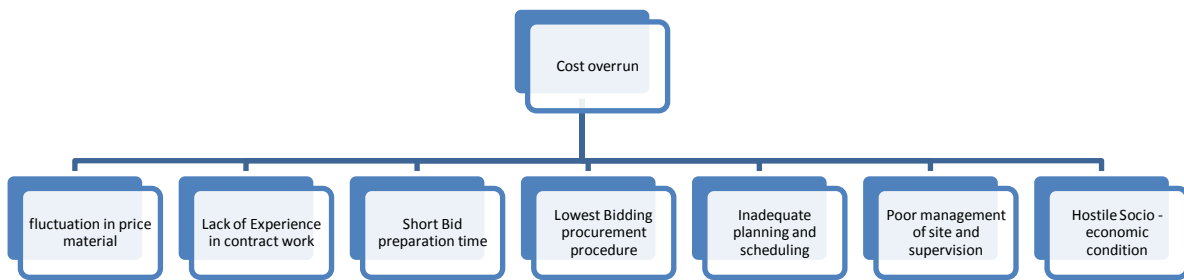 Cost overrun
fluctuation in price
material
Lack of Experience
in contract work
Short Bid
preparation time
Lowest Bidding
procurement
procedure
Inadequate
planning and
scheduling
Poor management
of site and
supervision
Hostile Socio -
economic
condition